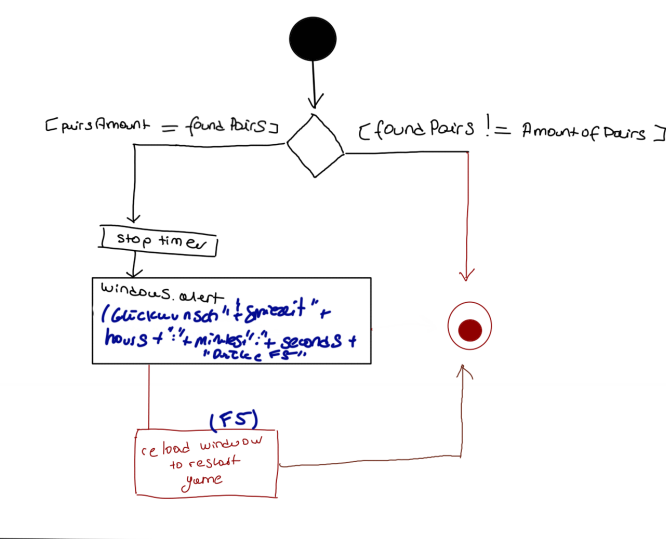 [pairsAmount = foundPairs]
[foundPairs != AmountofPairs]
stop timer
windows.alert
(Glückwunsch"+Spielzeit"+
hours+":"+minutes":"+seconds+
"Drücke F5"
(F5)
reload window
to restart
game